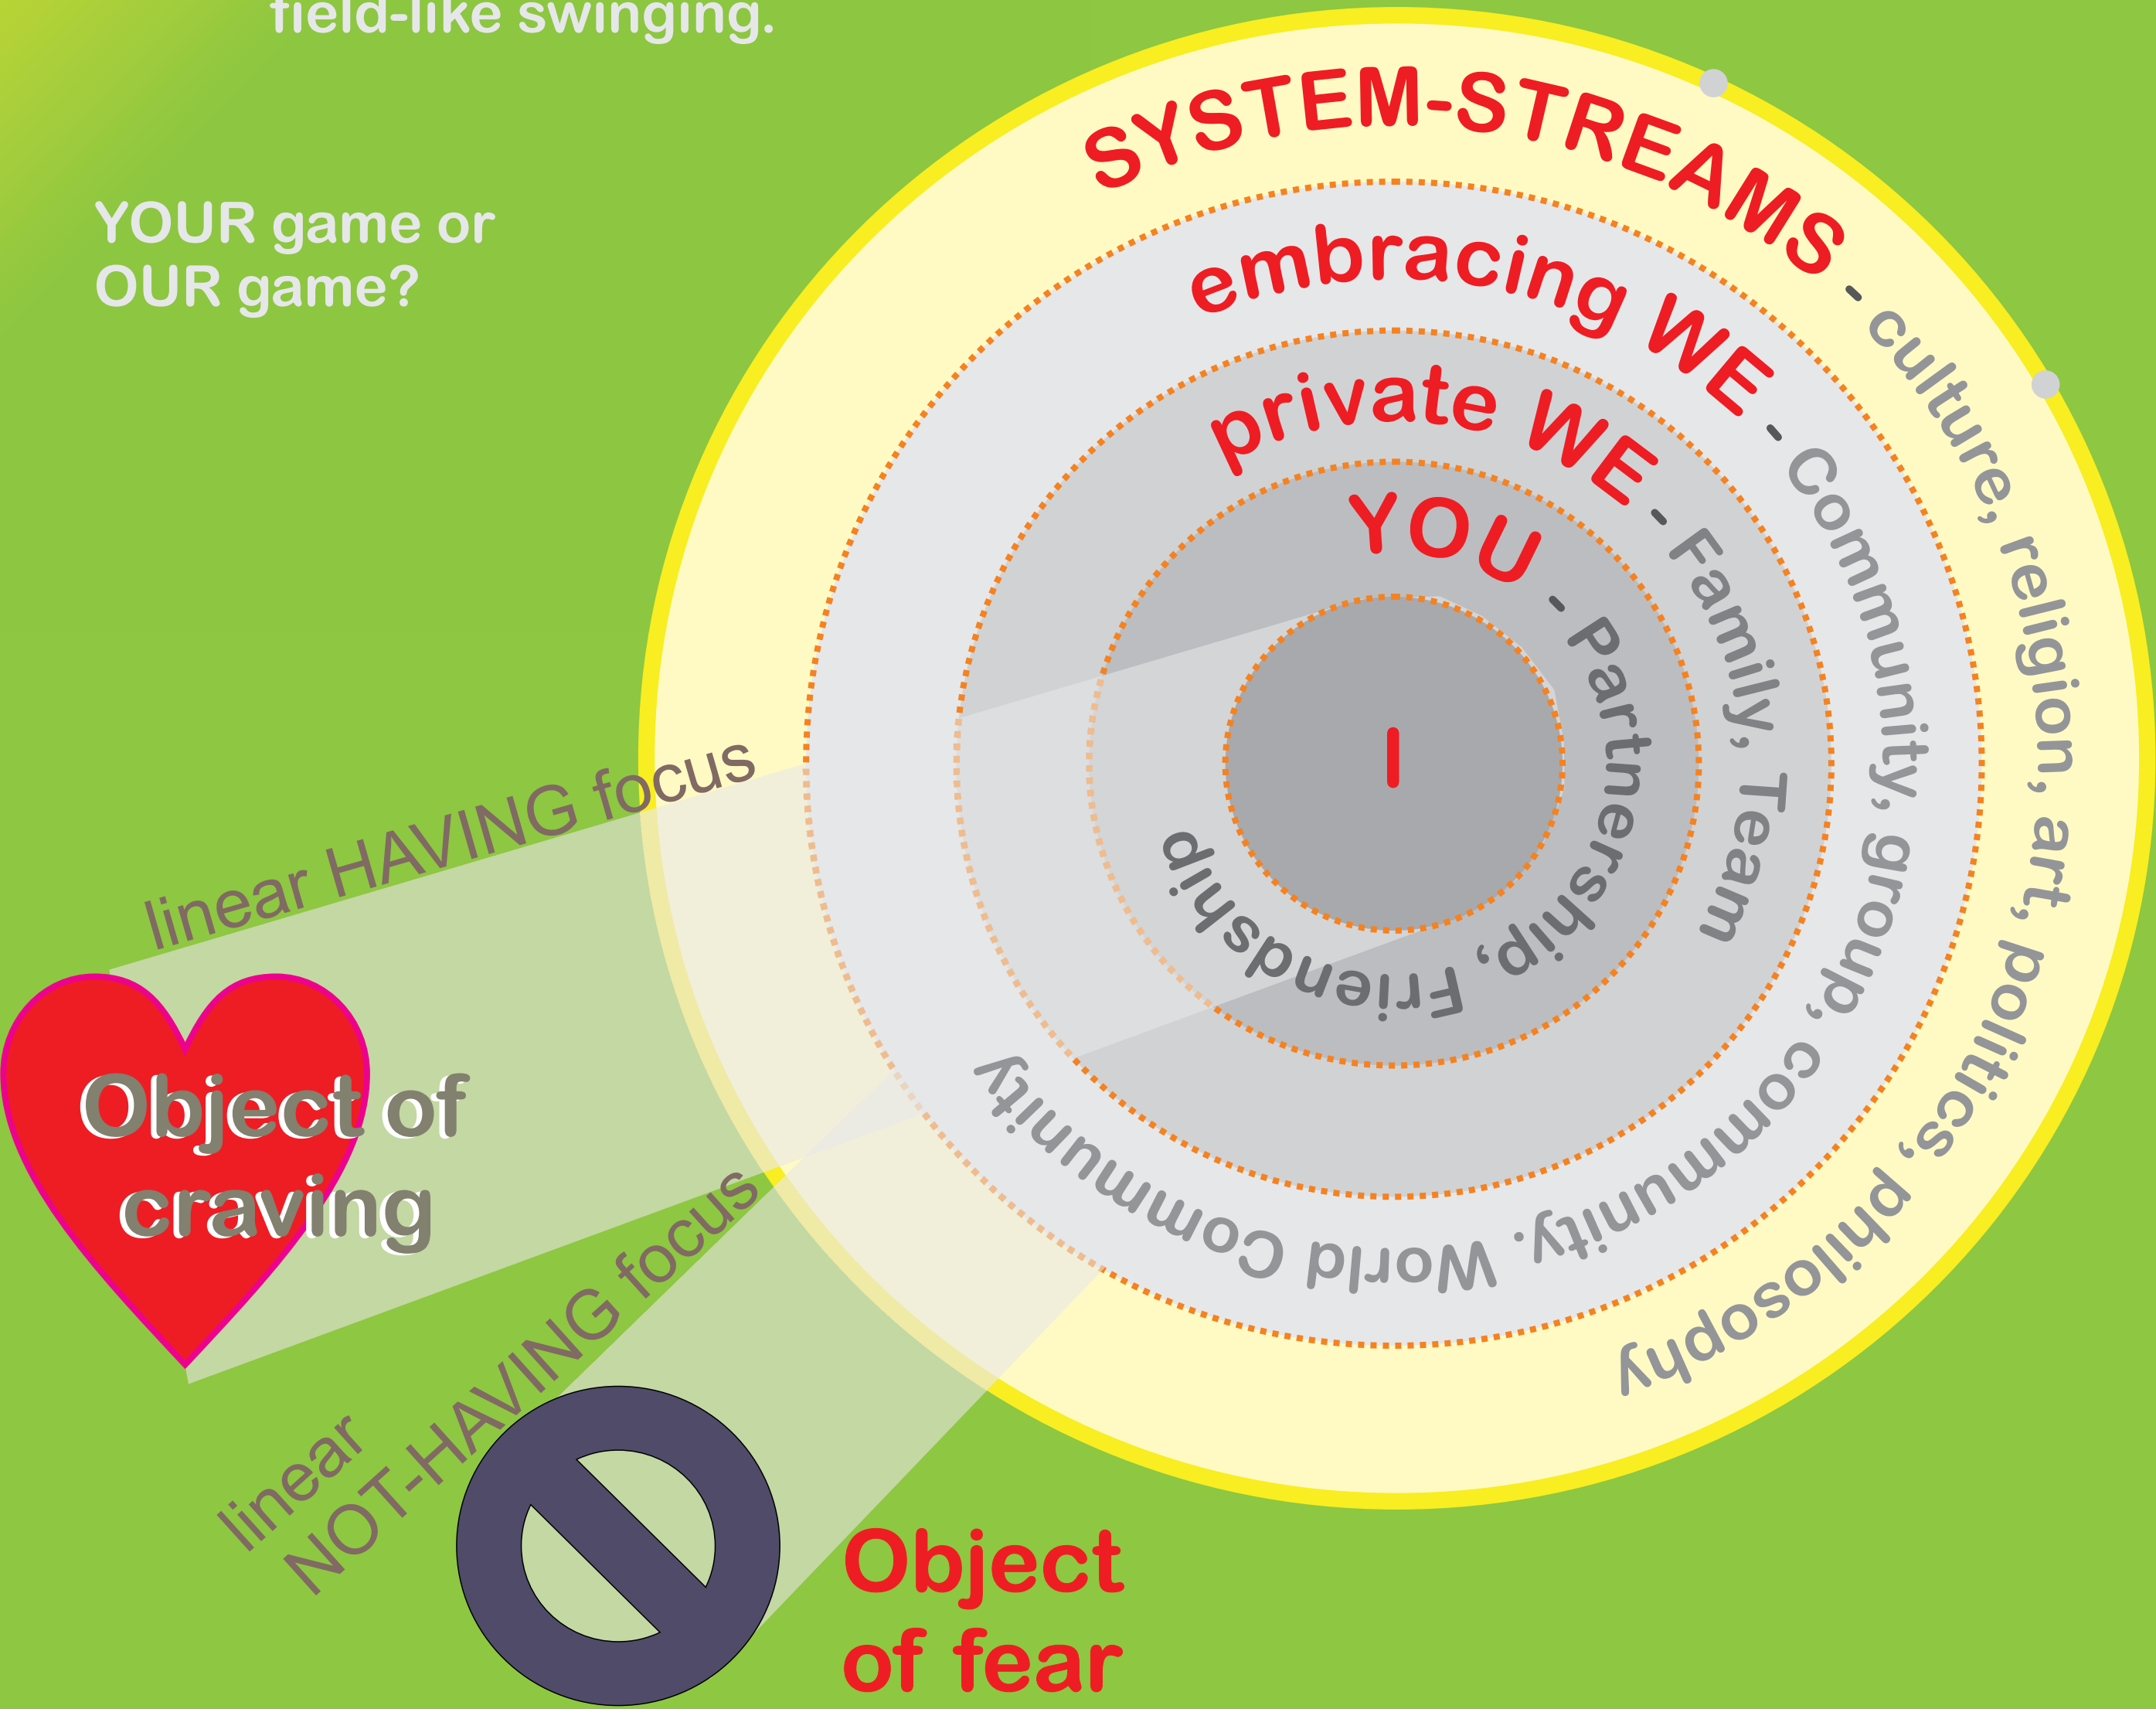 field-like swinging.
YOUR game or
OUR game?
SYSTEM-STREAMS - culture, religion, art, politics, philosophy
embracing WE - Community, group, community. World Community
private WE - Family, Team
YOU - Partnership, Friendship
I
linear HAVING focus
Object of
craving
linear
NOT-HAVING focus
Object
of fear